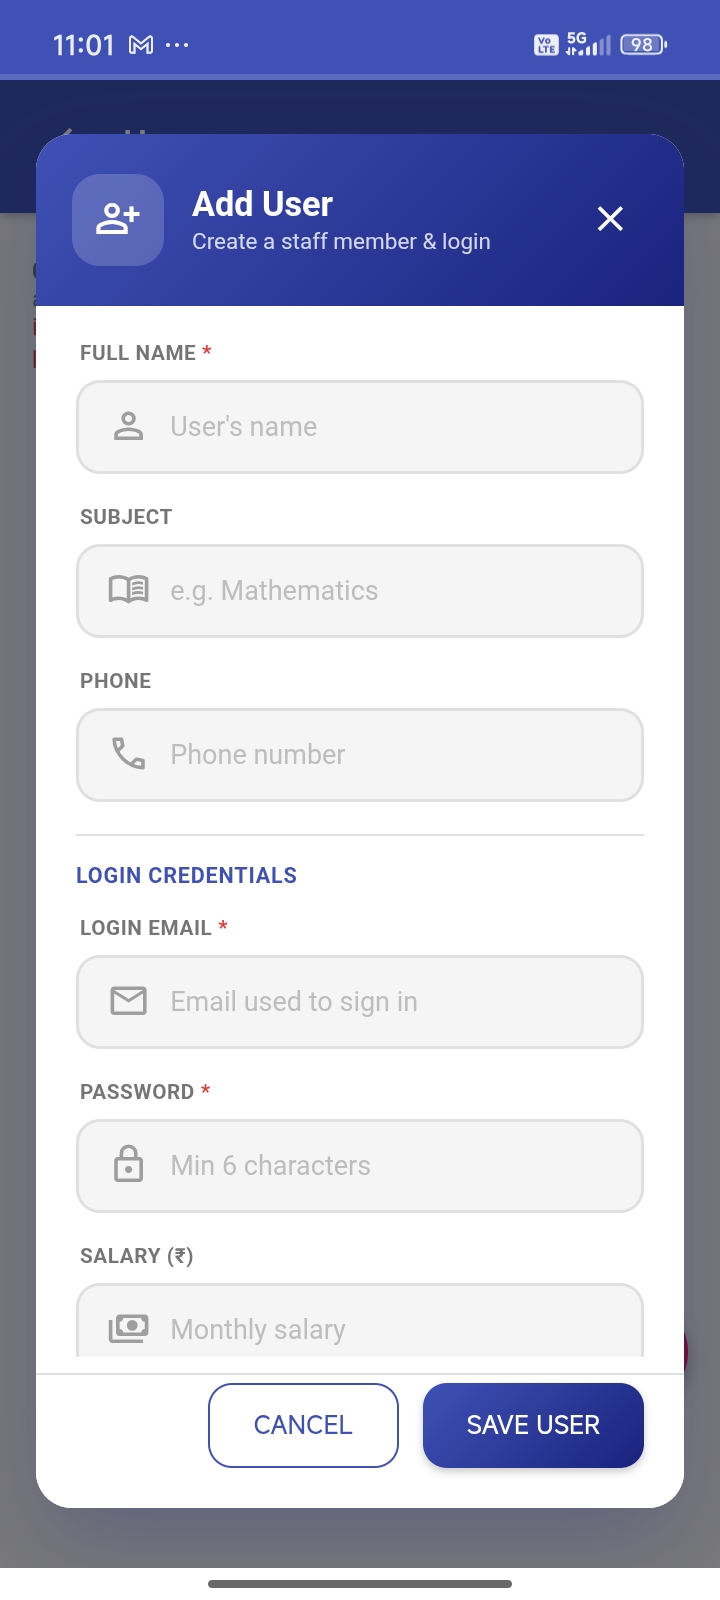 11:01
Vo LTE 5G 98
Add User
Create a staff member & login
FULL NAME *
User's name
SUBJECT
e.g. Mathematics
PHONE
Phone number
LOGIN CREDENTIALS
LOGIN EMAIL *
Email used to sign in
PASSWORD *
Min 6 characters
SALARY (₹)
Monthly salary
CANCEL
SAVE USER